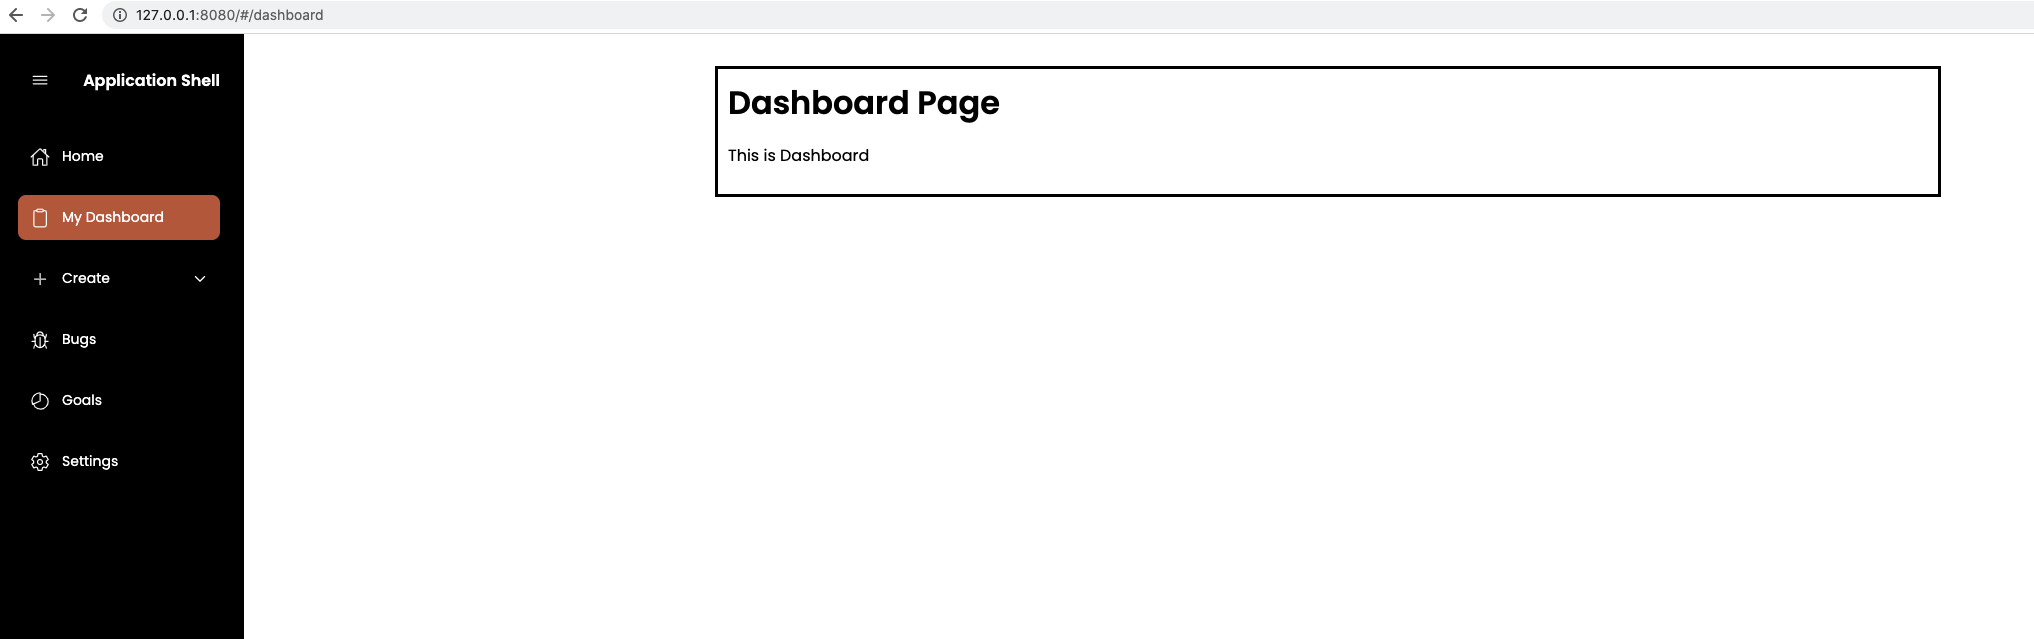 127.0.0.1:8080/#/dashboard
Application Shell
Home
My Dashboard
Create
Bugs
Goals
Settings
Dashboard Page
This is Dashboard